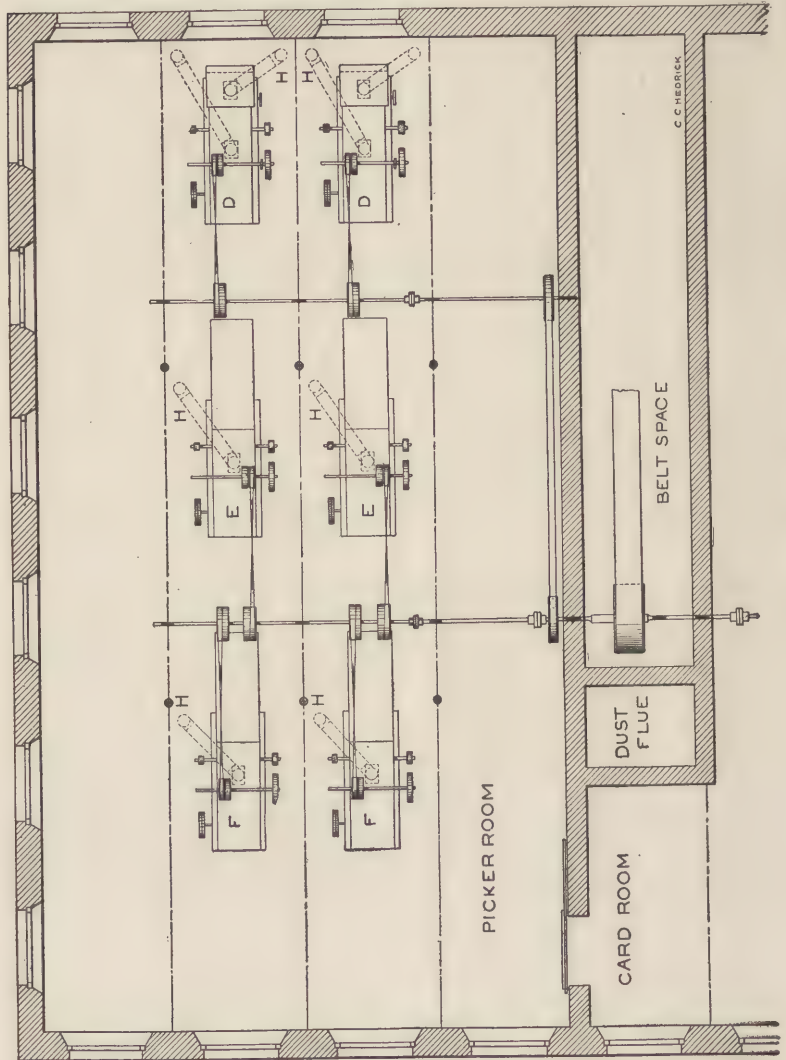 H
H
F
E
D
H
H
H
H
F
E
D
PICKER ROOM
CARD ROOM
DUST
FLUE
BELT SPACE
C C HEDRICK